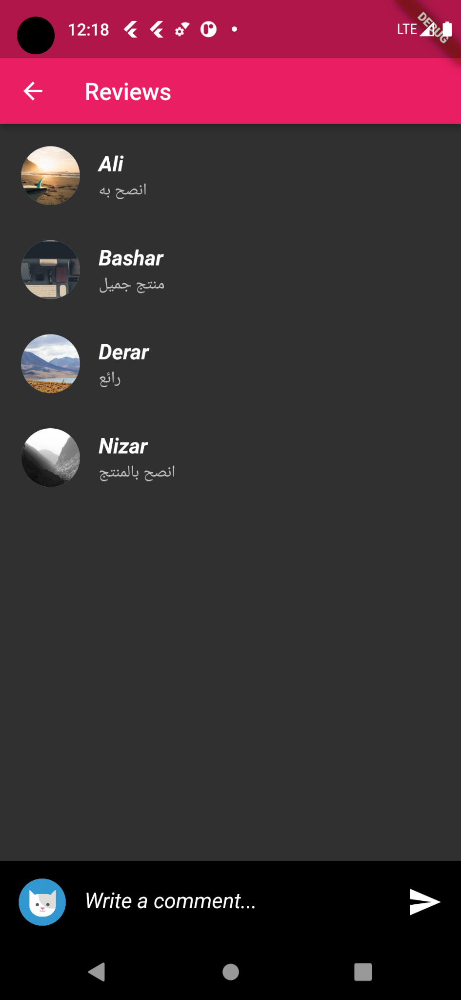 12:18
LTE
DEBUG
Reviews
Ali
انصح به
Bashar
منتج جميل
Derar
رائع
Nizar
انصح بالمنتج
Write a comment...